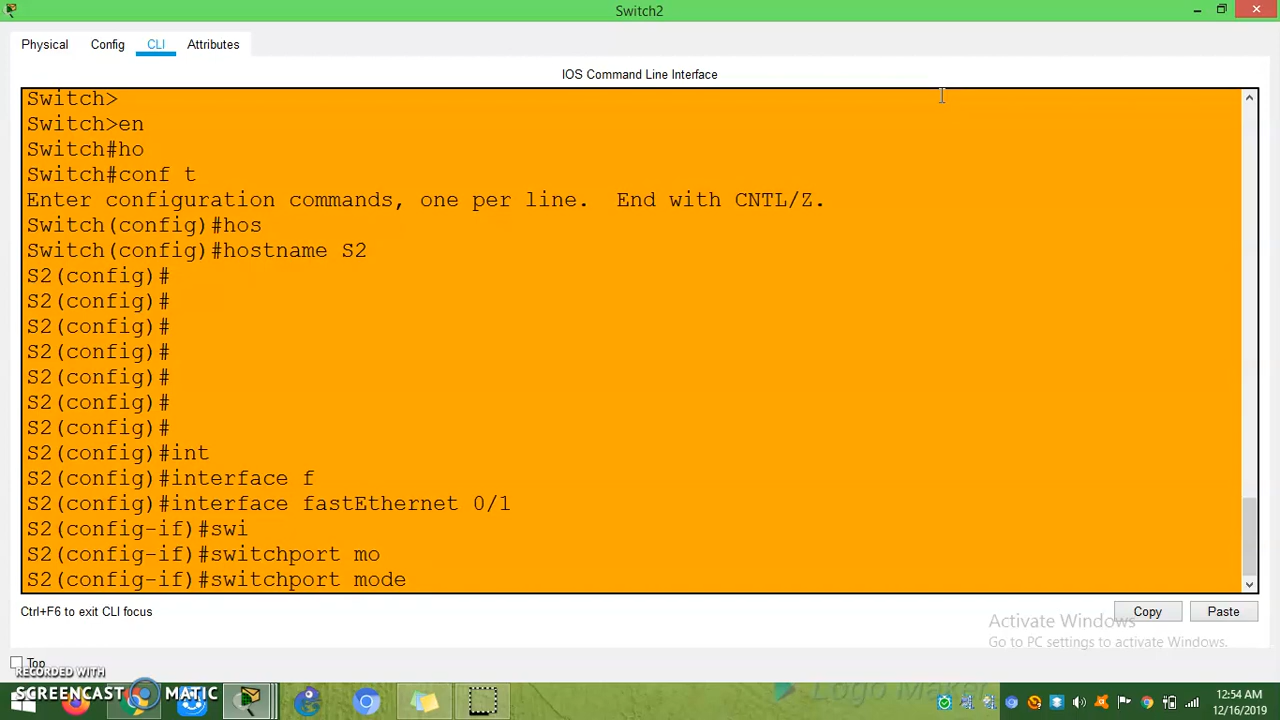 Switch2
Physical Config CLI Attributes
IOS Command Line Interface
Switch>
Switch>en
Switch#ho
Switch#conf t
Enter configuration commands, one per line.  End with CNTL/Z.
Switch(config)#hos
Switch(config)#hostname S2
S2(config)#
S2(config)#
S2(config)#
S2(config)#
S2(config)#
S2(config)#
S2(config)#
S2(config)#int
S2(config)#interface f
S2(config)#interface fastEthernet 0/1
S2(config-if)#swi
S2(config-if)#switchport mo
S2(config-if)#switchport mode
Ctrl+F6 to exit CLI focus
Copy Paste
Activate Windows
Go to PC settings to activate Windows.
Top
RECORDED WITH
SCREENCAST MATIC
Logo Maker
12:54 AM
12/16/2019